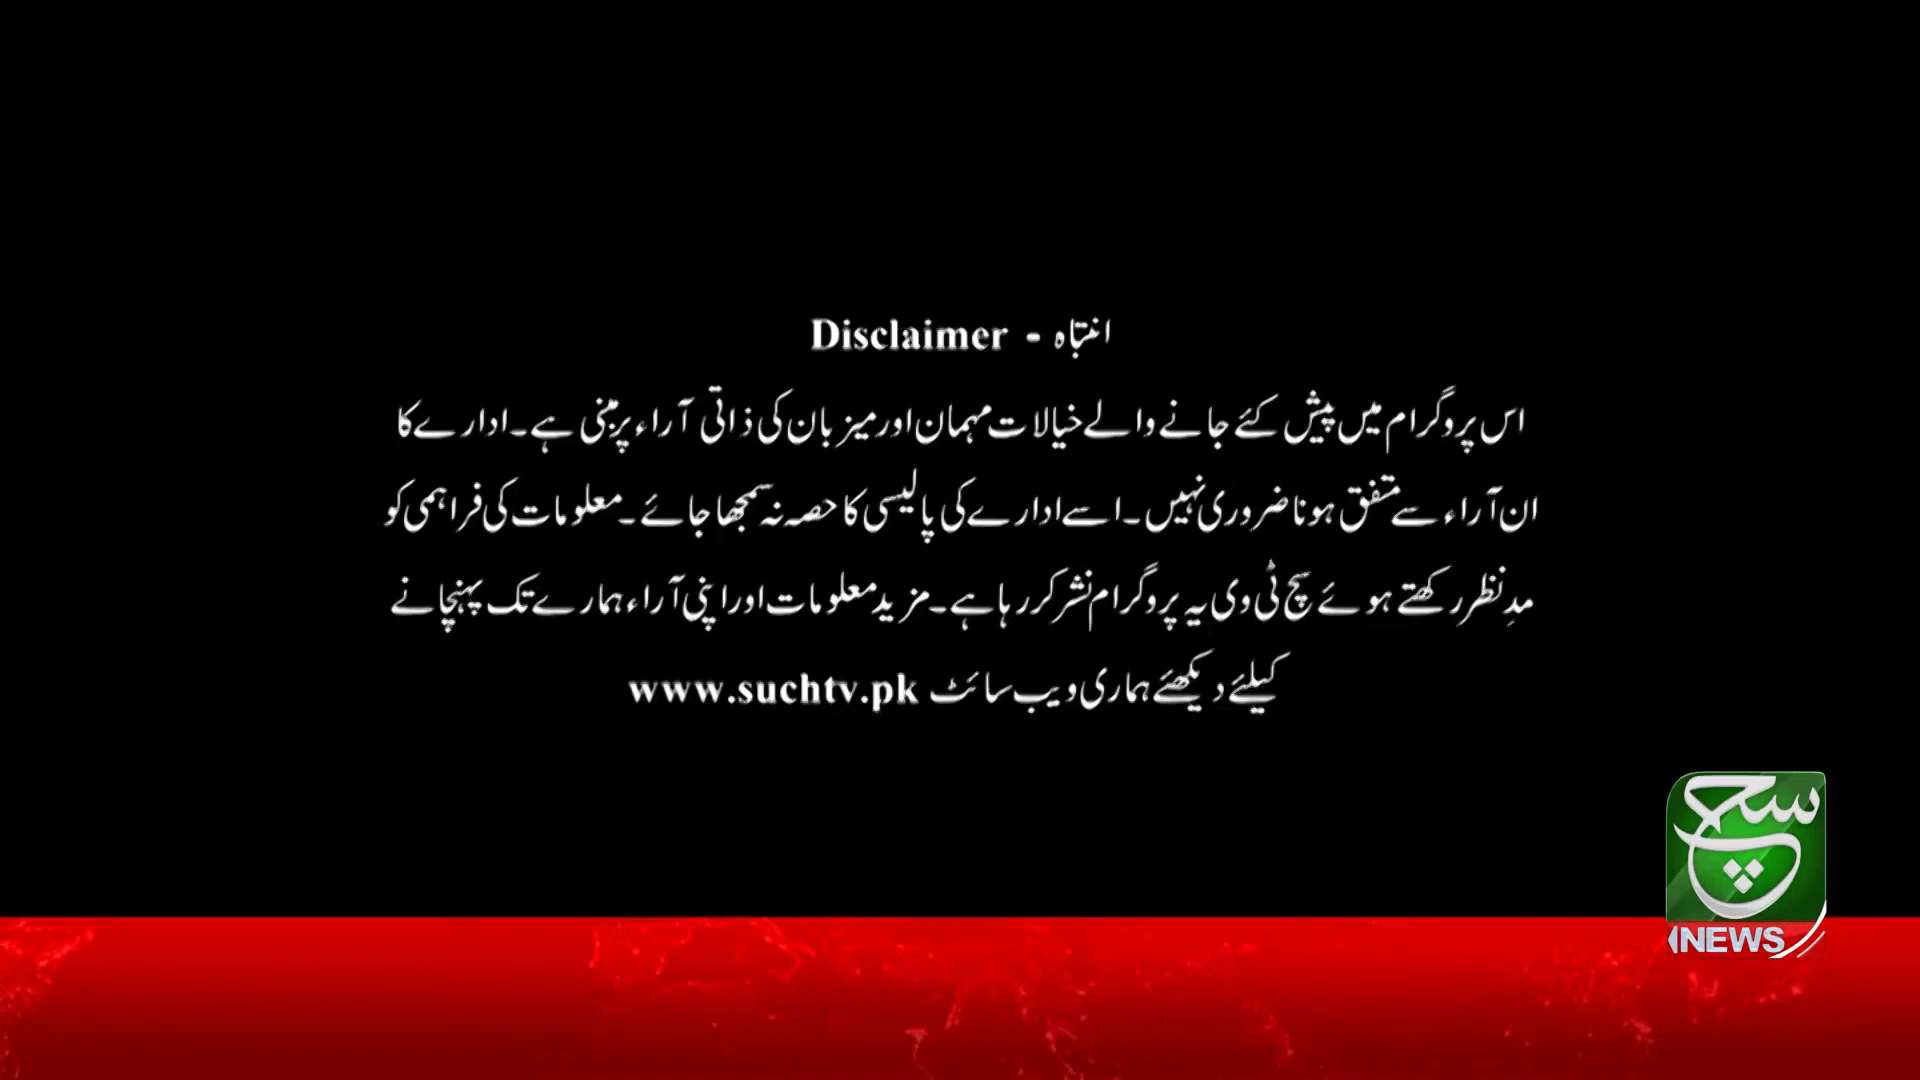 انتباہ - Disclaimer
اس پروگرام میں پیش کئے جانے والے خیالات مہمان اور میزبان کی ذاتی آراء پر مبنی ہے۔ ادارے کا
ان آراء سے متفق ہونا ضروری نہیں۔ اسے ادارے کی پالیسی کا حصہ نہ سمجھا جائے۔ معلومات کی فراہمی کو
مدِنظر رکھتے ہوئے سچ ٹی وی یہ پروگرام نشر کر رہا ہے۔ مزید معلومات اور اپنی آراء ہمارے تک پہنچانے
کیلئے دیکھئے ہماری ویب سائٹ www.suchtv.pk
سچ
NEWS